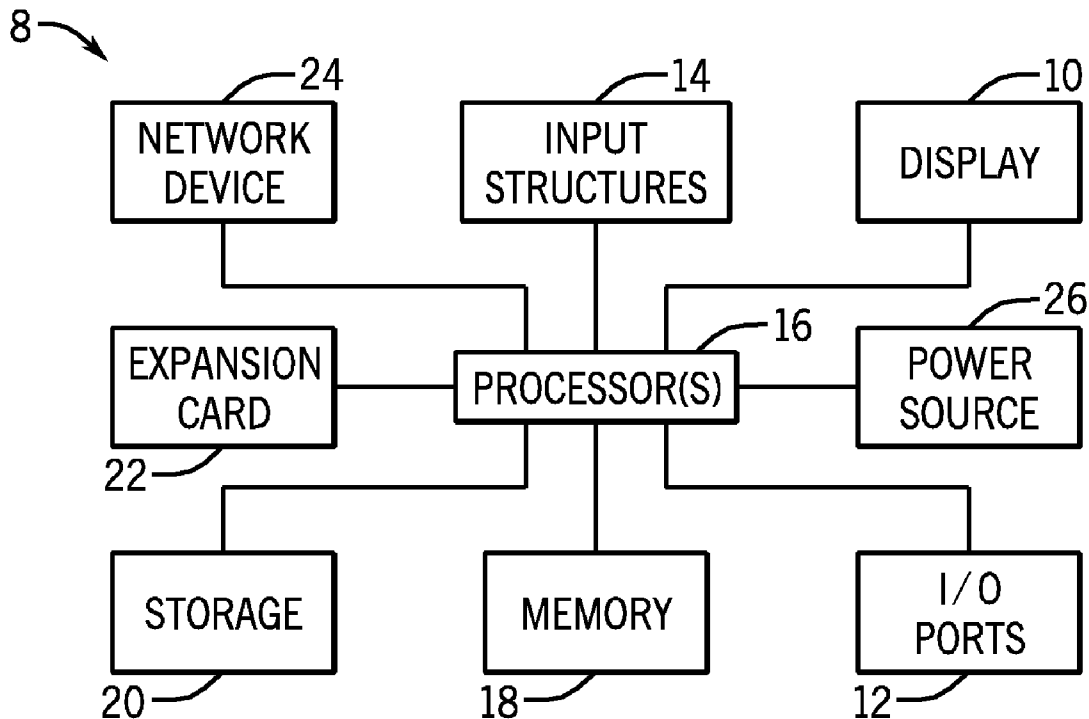 8
24
14
10
NETWORK
DEVICE
INPUT
STRUCTURES
DISPLAY
16
26
EXPANSION
CARD
PROCESSOR(S)
POWER
SOURCE
22
STORAGE
MEMORY
I/O
PORTS
20
18
12